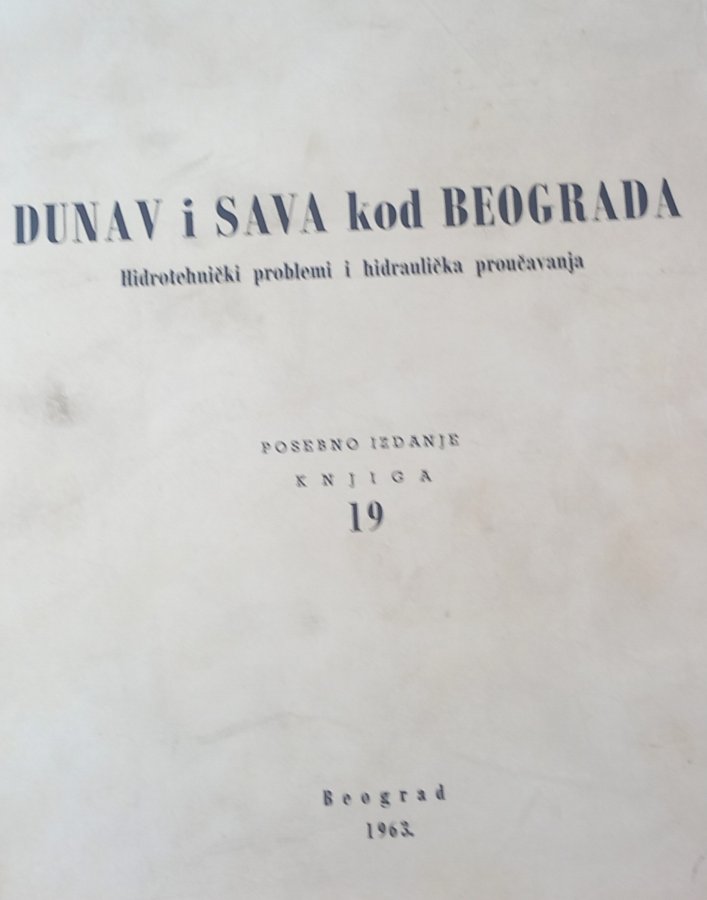 DUNAV i SAVA kod BEOGRADA
Hidrotehnički problemi i hidraulička proučavanja
POSEBNO IZDANJE
KNJIGA
19
Beograd
1963.